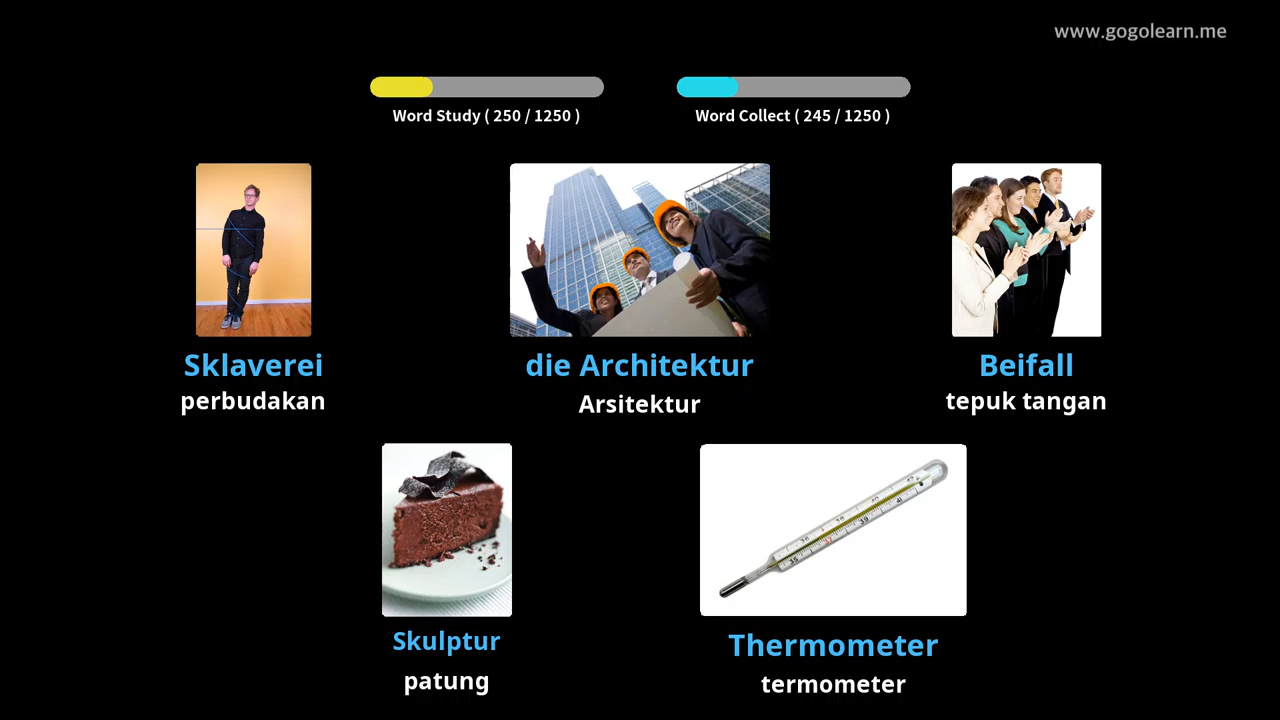 www.gogolearn.me
Word Study ( 250 / 1250 )
Word Collect ( 245 / 1250 )
Sklaverei
perbudakan
die Architektur
Arsitektur
Beifall
tepuk tangan
Skulptur
patung
Thermometer
termometer